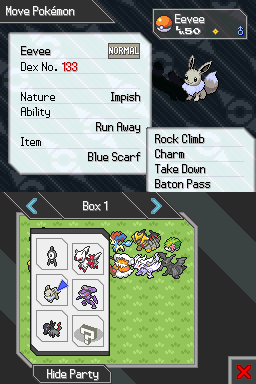 Move Pokémon
Eevee
Lv.50
Eevee
NORMAL
Dex No. 133
Nature Impish
Ability
Run Away
Item
Blue Scarf
Rock Climb
Charm
Take Down
Baton Pass
Box 1
?
Hide Party